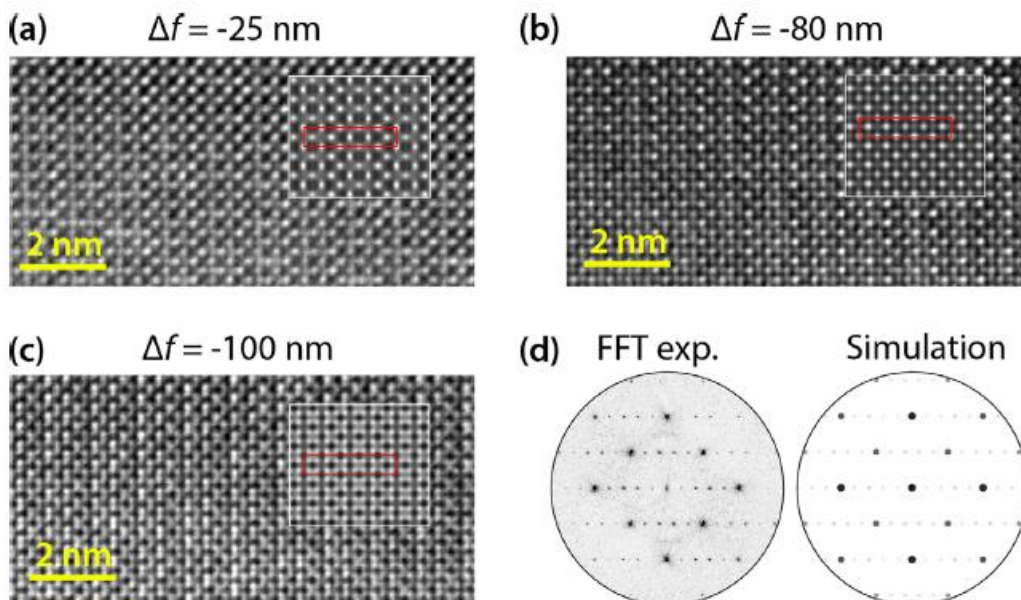 (a) Δf = -25 nm
(b) Δf = -80 nm
2 nm
2 nm
(c) Δf = -100 nm
(d) FFT exp. Simulation
2 nm